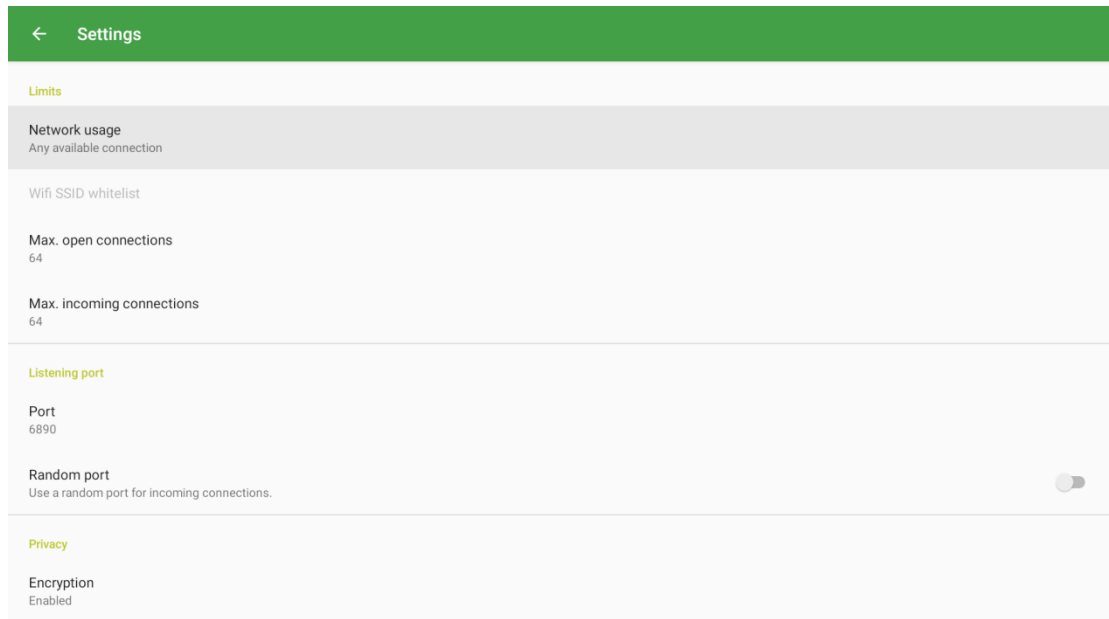 Settings
Limits
Network usage
Any available connection
Wifi SSID whitelist
Max. open connections
64
Max. incoming connections
64
Listening port
Port
6890
Random port
Use a random port for incoming connections.
Privacy
Encryption
Enabled